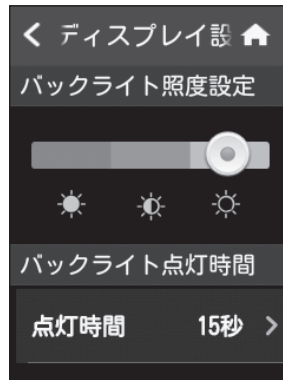 ディスプレイ設
バックライト照度設定
バックライト点灯時間
点灯時間 15秒